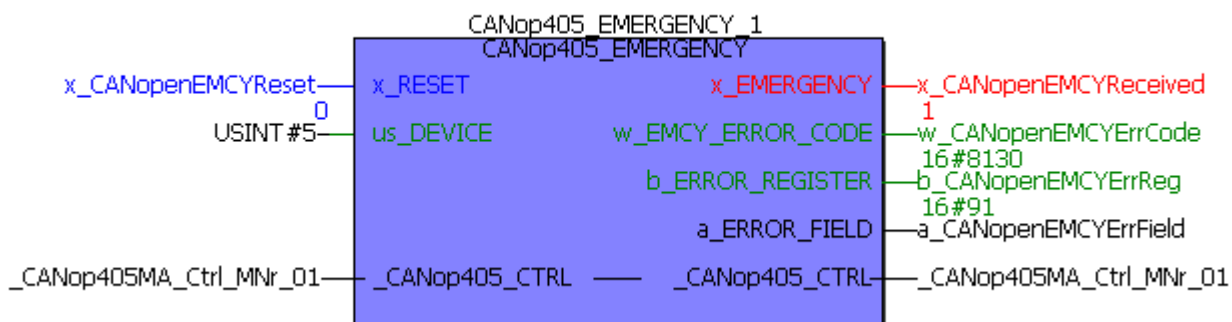 CANop405_EMERGENCY_1
CANop405_EMERGENCY
x_CANopenEMCYReset x_RESET x_EMERGENCY x_CANopenEMCYReceived
0 1
USINT#5 us_DEVICE w_EMCY_ERROR_CODE w_CANopenEMCYErrCode
16#8130
b_ERROR_REGISTER b_CANopenEMCYErrReg
16#91
a_ERROR_FIELD a_CANopenEMCYErrField
_CANop405MA_Ctrl_MNr_01 _CANop405_CTRL _CANop405_CTRL _CANop405MA_Ctrl_MNr_01